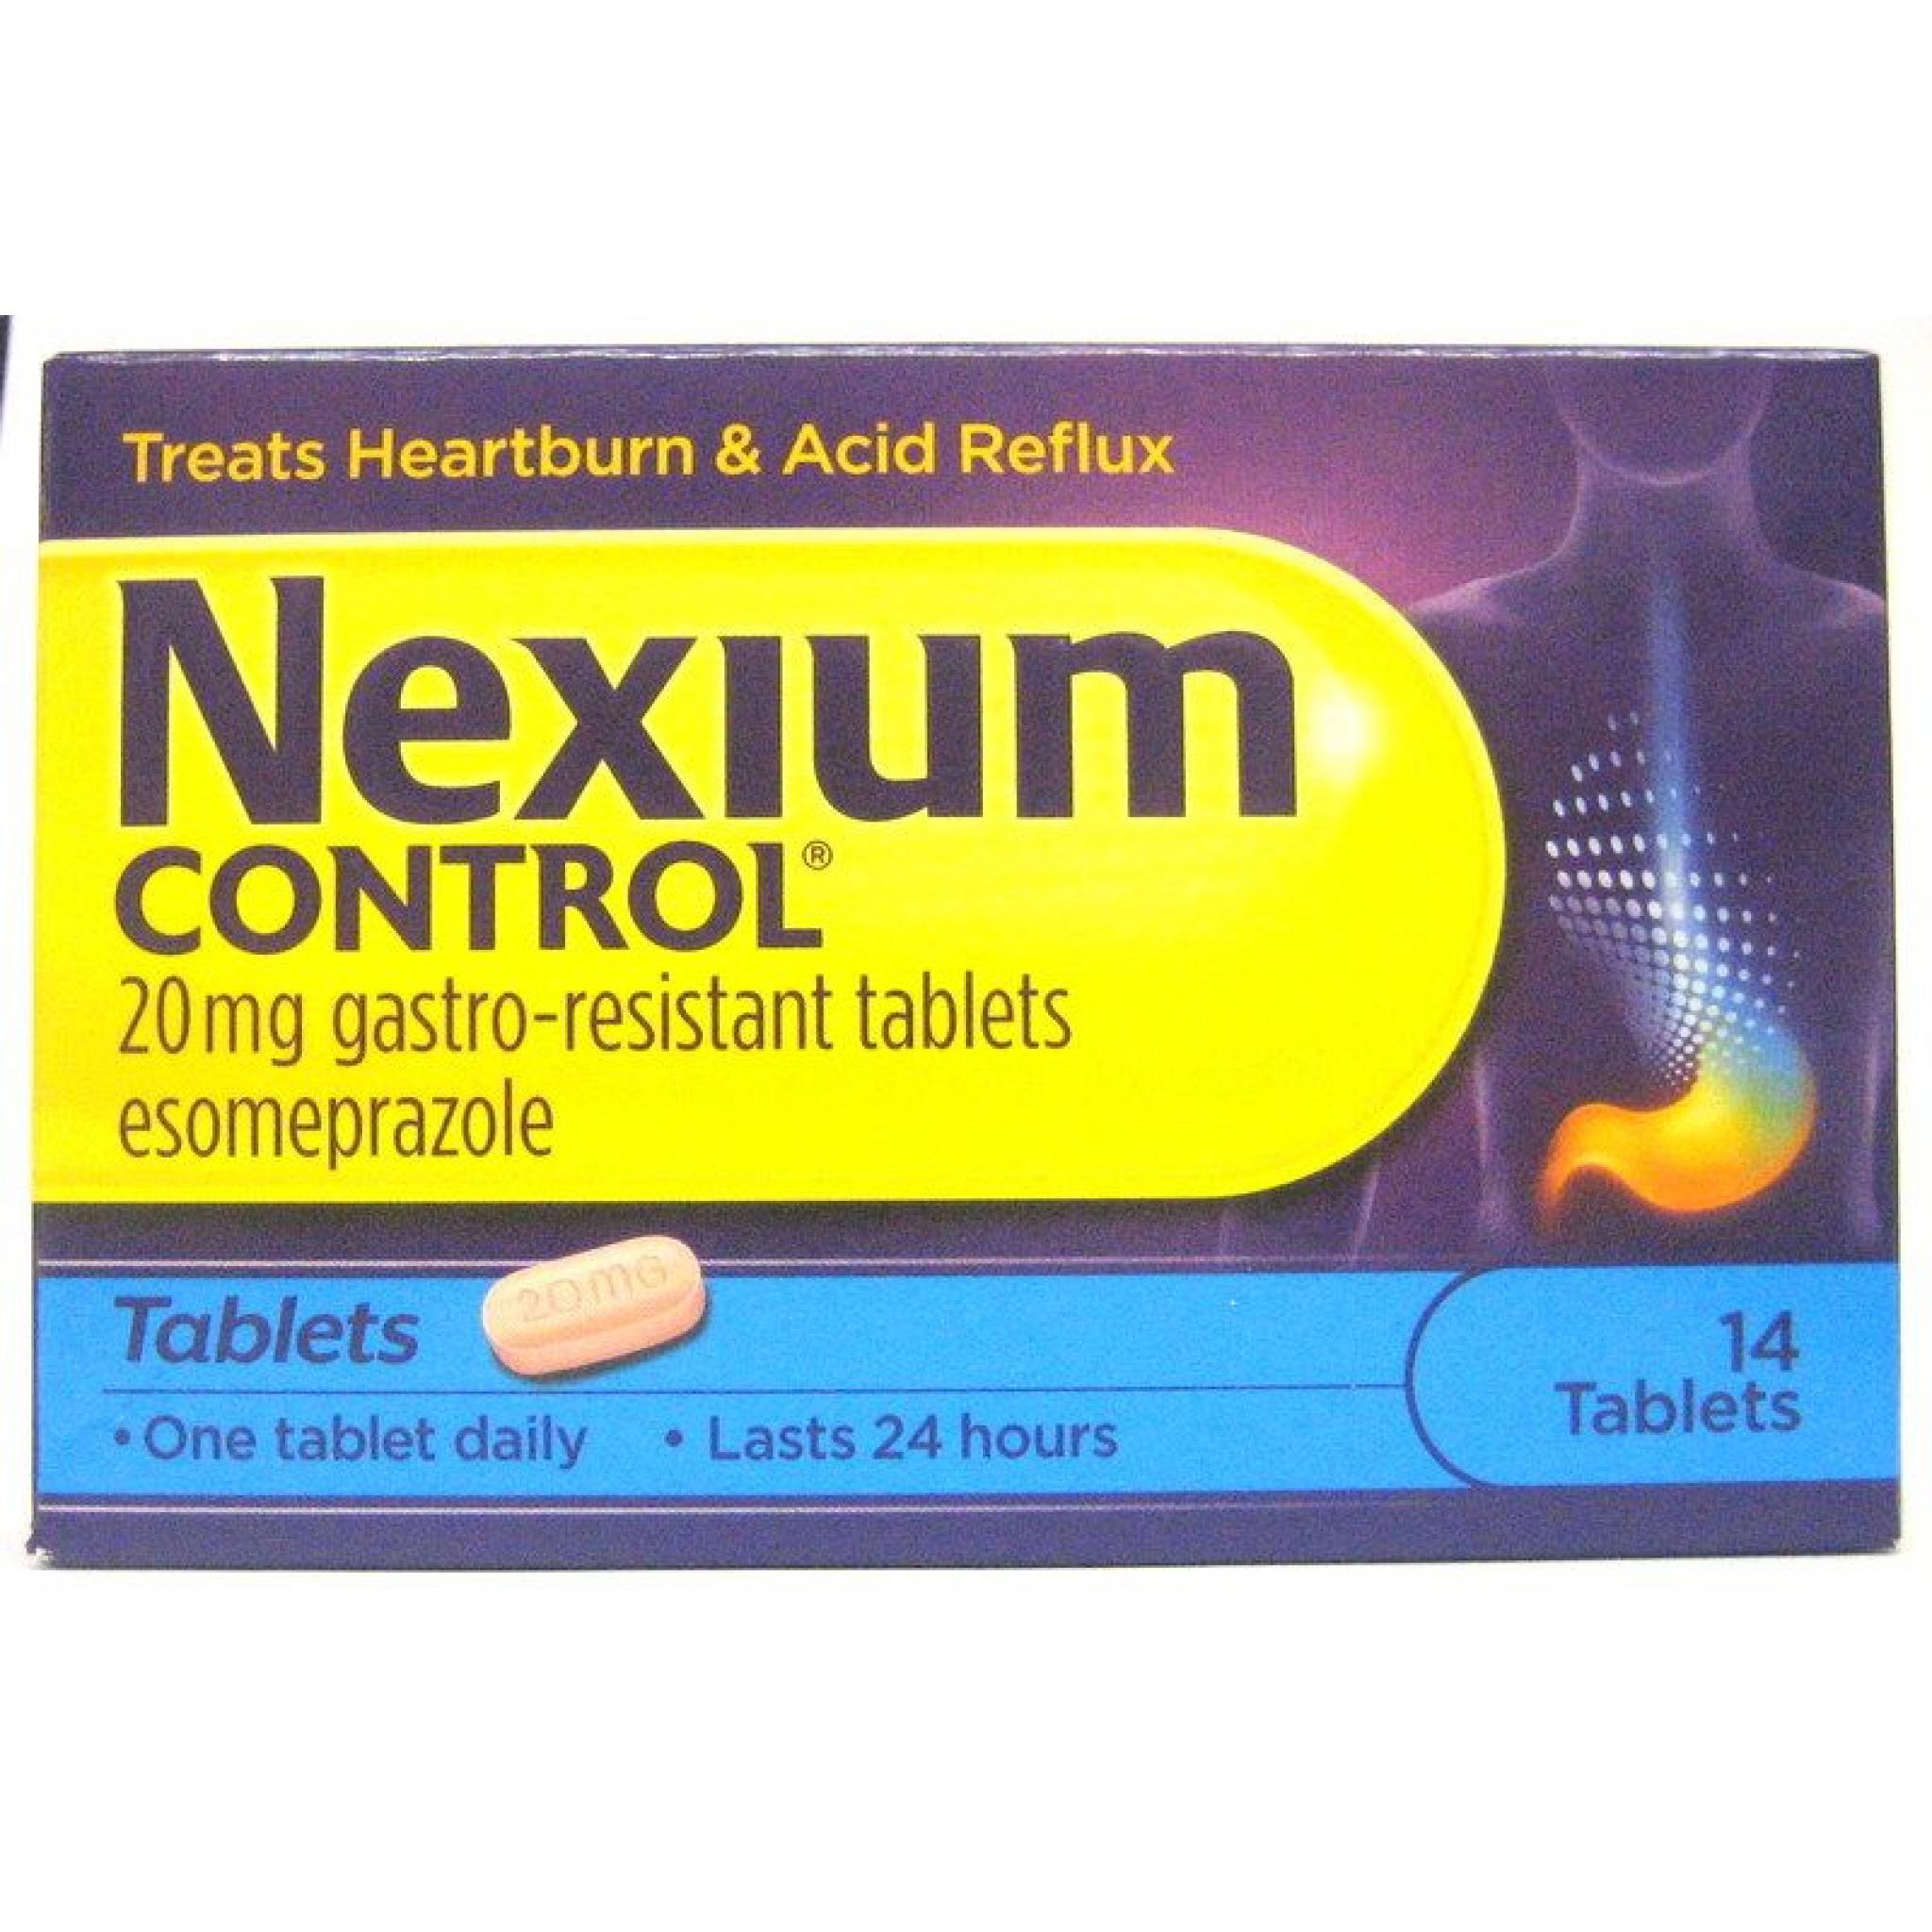 Treats Heartburn & Acid Reflux
Nexium
CONTROL®
20mg gastro-resistant tablets
esomeprazole
Tablets
20mG
• One tablet daily • Lasts 24 hours
14
Tablets